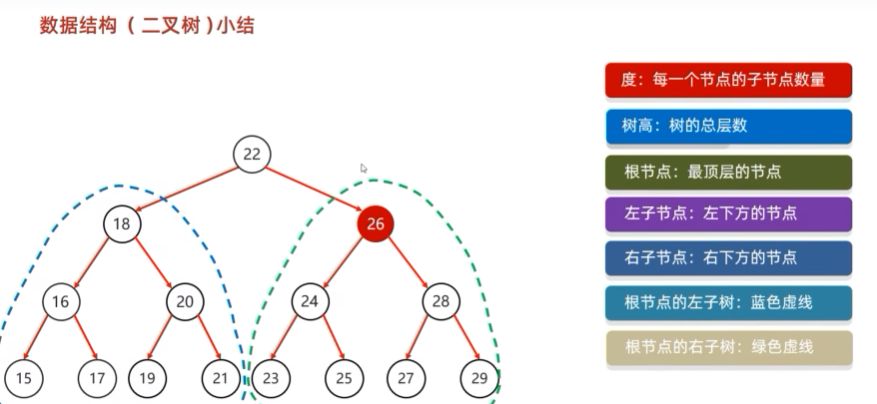 数据结构（二叉树）小结
度：每一个节点的子节点数量
树高：树的总层数
根节点：最顶层的节点
左子节点：左下方的节点
右子节点：右下方的节点
根节点的左子树：蓝色虚线
根节点的右子树：绿色虚线
22
18
26
16
20
24
28
15
17
19
21
23
25
27
29